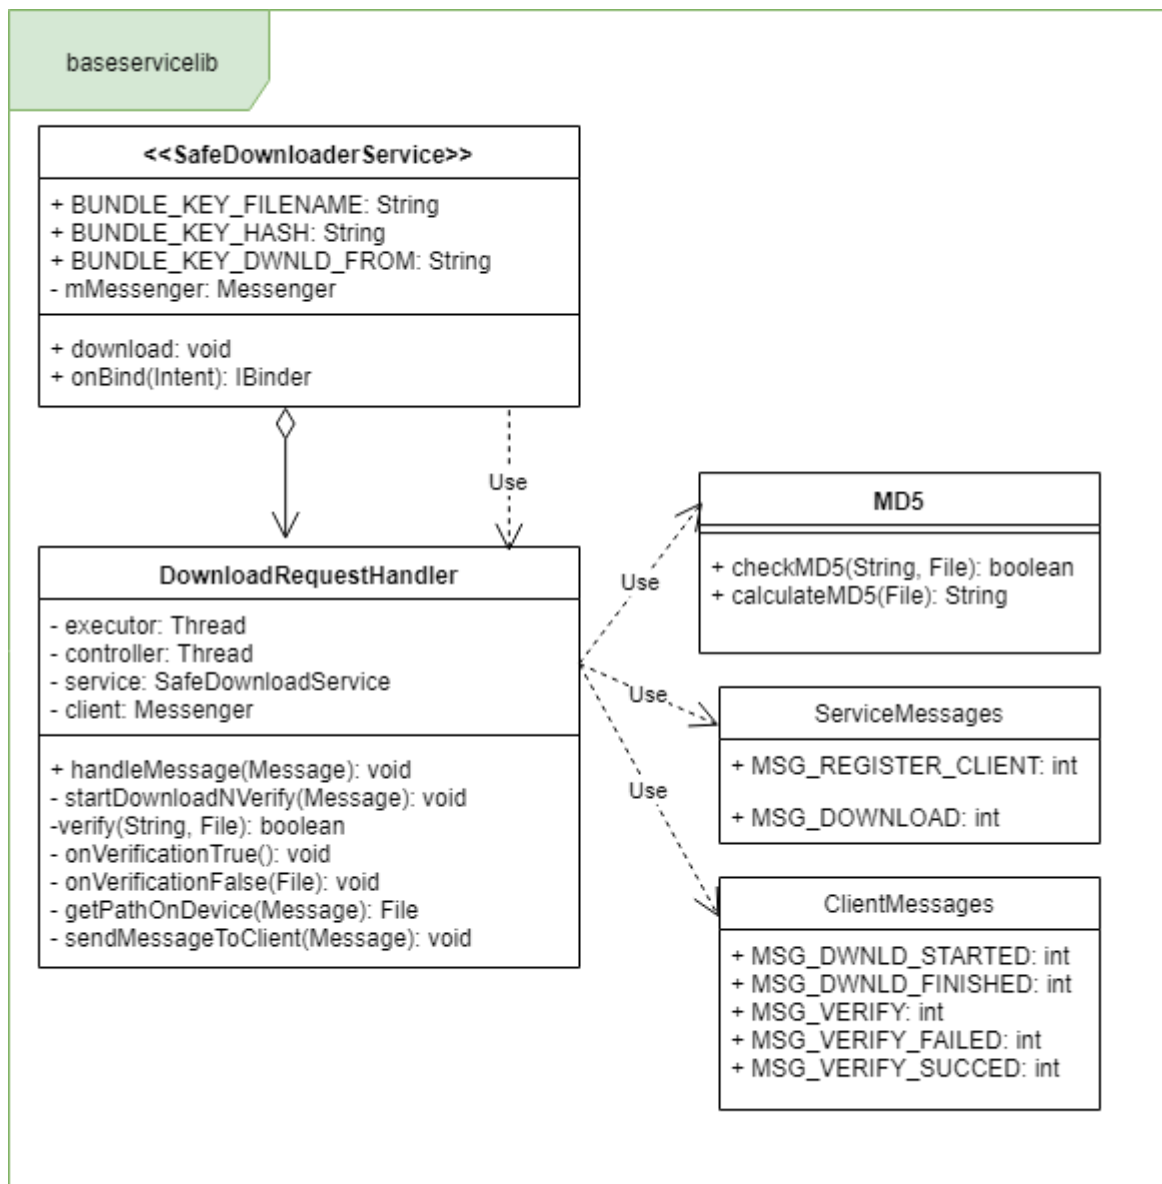 baseservicelib
<<SafeDownloaderService>>
+ BUNDLE_KEY_FILENAME: String
+ BUNDLE_KEY_HASH: String
+ BUNDLE_KEY_DWNLD_FROM: String
- mMessenger: Messenger
+ download: void
+ onBind(Intent): IBinder
Use
DownloadRequestHandler
- executor: Thread
- controller: Thread
- service: SafeDownloadService
- client: Messenger
+ handleMessage(Message): void
- startDownloadNVerify(Message): void
-verify(String, File): boolean
- onVerificationTrue(): void
- onVerificationFalse(File): void
- getPathOnDevice(Message): File
- sendMessageToClient(Message): void
Use
Use
Use
MD5
+ checkMD5(String, File): boolean
+ calculateMD5(File): String
ServiceMessages
+ MSG_REGISTER_CLIENT: int
+ MSG_DOWNLOAD: int
ClientMessages
+ MSG_DWNLD_STARTED: int
+ MSG_DWNLD_FINISHED: int
+ MSG_VERIFY: int
+ MSG_VERIFY_FAILED: int
+ MSG_VERIFY_SUCCED: int